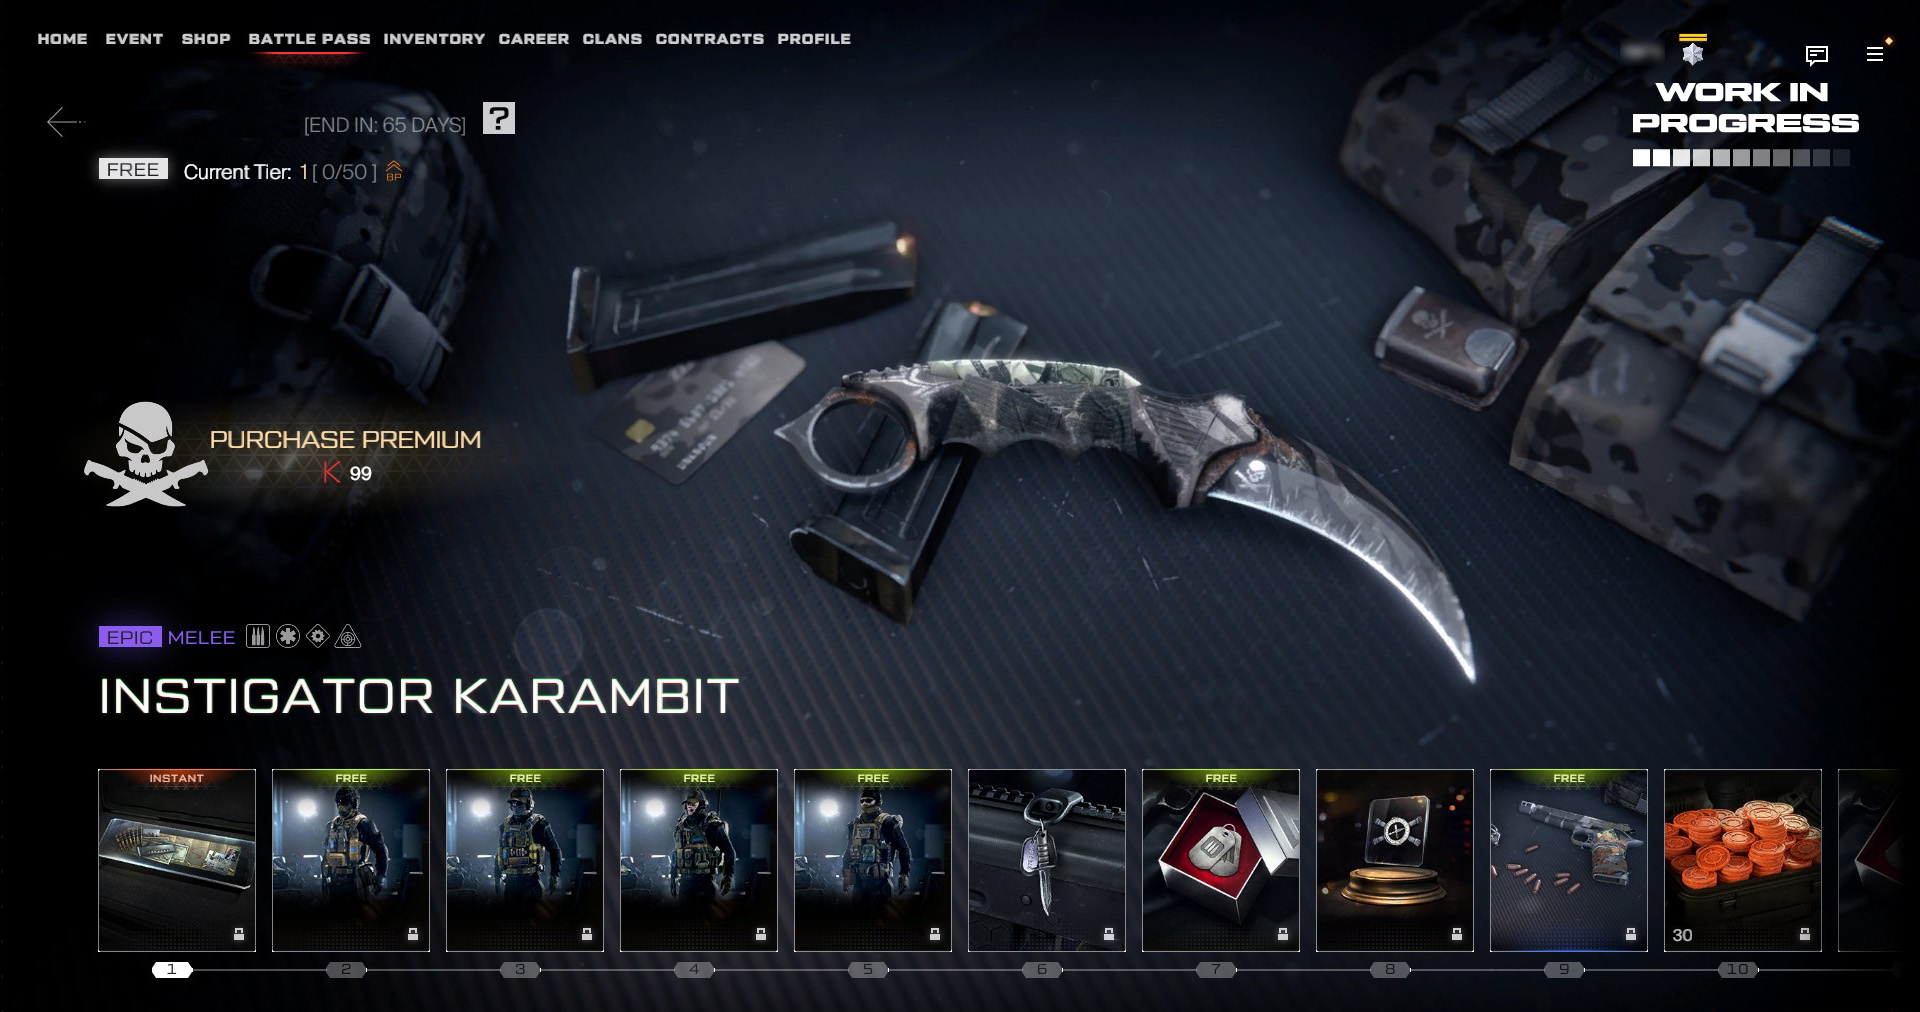 HOME EVENT SHOP BATTLE PASS INVENTORY CAREER CLANS CONTRACTS PROFILE
WORK IN
PROGRESS
[END IN: 65 DAYS] ?
FREE Current Tier: 1 [ 0/50 ] BP
PURCHASE PREMIUM
K 99
EPIC MELEE
INSTIGATOR KARAMBIT
INSTANT FREE FREE FREE FREE FREE FREE
30
1 2 3 4 5 6 7 8 9 10